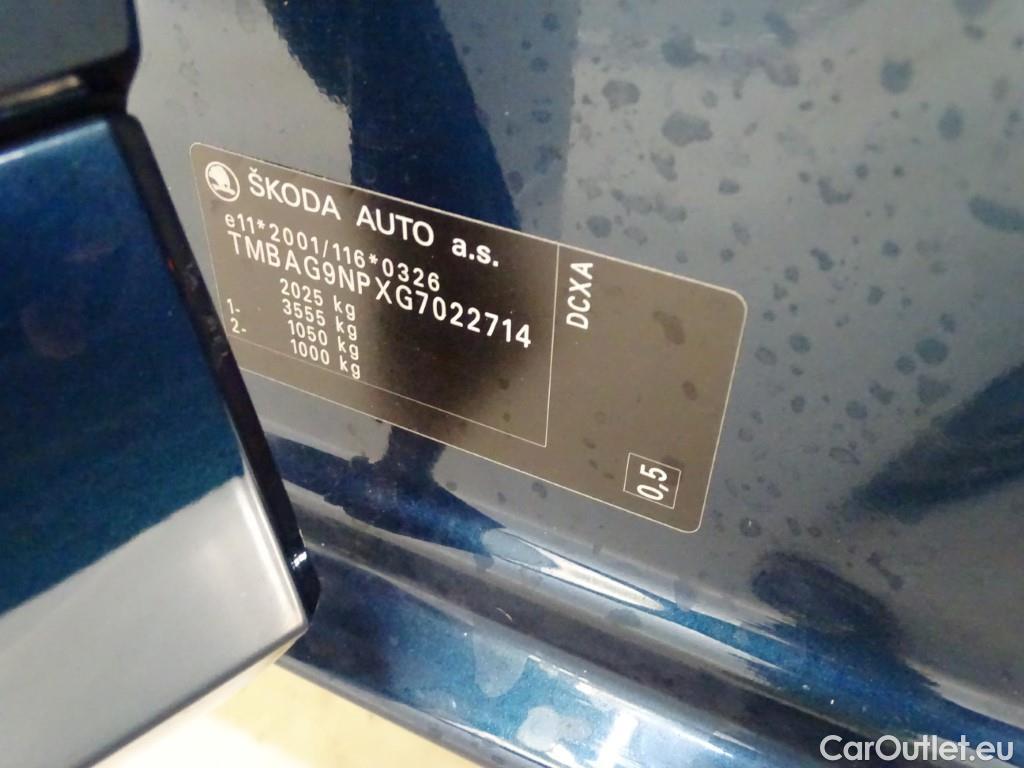 ŠKODA AUTO a.s.
e11*2001/116*0326
TMBAG9NPXG7022714
2025 kg
3555 kg
1- 1050 kg
2- 1000 kg
DCXA
0,5
CarOutlet.eu